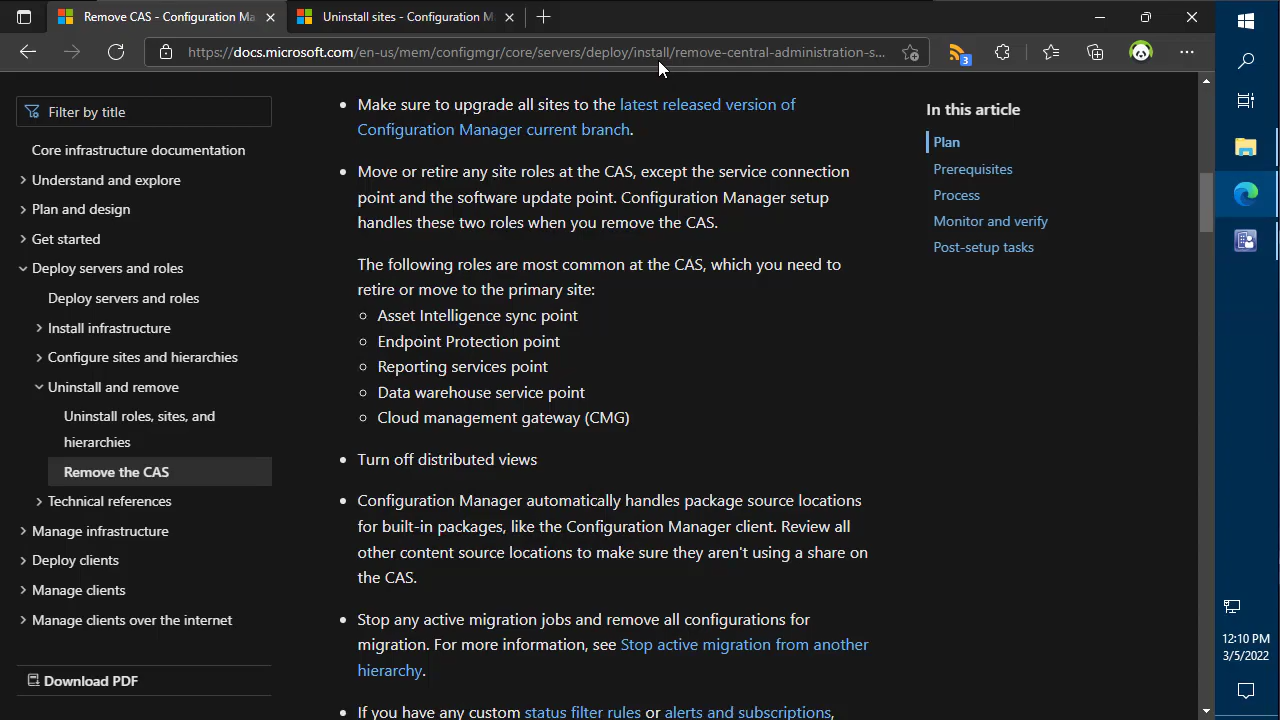 Remove CAS - Configuration Ma
Uninstall sites - Configuration M
https://docs.microsoft.com/en-us/mem/configmgr/core/servers/deploy/install/remove-central-administration-s...
3
Filter by title
Core infrastructure documentation
Understand and explore
Plan and design
Get started
Deploy servers and roles
Deploy servers and roles
Install infrastructure
Configure sites and hierarchies
Uninstall and remove
Uninstall roles, sites, and
hierarchies
Remove the CAS
Technical references
Manage infrastructure
Deploy clients
Manage clients
Manage clients over the internet
Download PDF
Make sure to upgrade all sites to the latest released version of
Configuration Manager current branch.
Move or retire any site roles at the CAS, except the service connection
point and the software update point. Configuration Manager setup
handles these two roles when you remove the CAS.
The following roles are most common at the CAS, which you need to
retire or move to the primary site:
Asset Intelligence sync point
Endpoint Protection point
Reporting services point
Data warehouse service point
Cloud management gateway (CMG)
Turn off distributed views
Configuration Manager automatically handles package source locations
for built-in packages, like the Configuration Manager client. Review all
other content source locations to make sure they aren't using a share on
the CAS.
Stop any active migration jobs and remove all configurations for
migration. For more information, see Stop active migration from another
hierarchy.
If you have any custom status filter rules or alerts and subscriptions,
In this article
Plan
Prerequisites
Process
Monitor and verify
Post-setup tasks
12:10 PM
3/5/2022